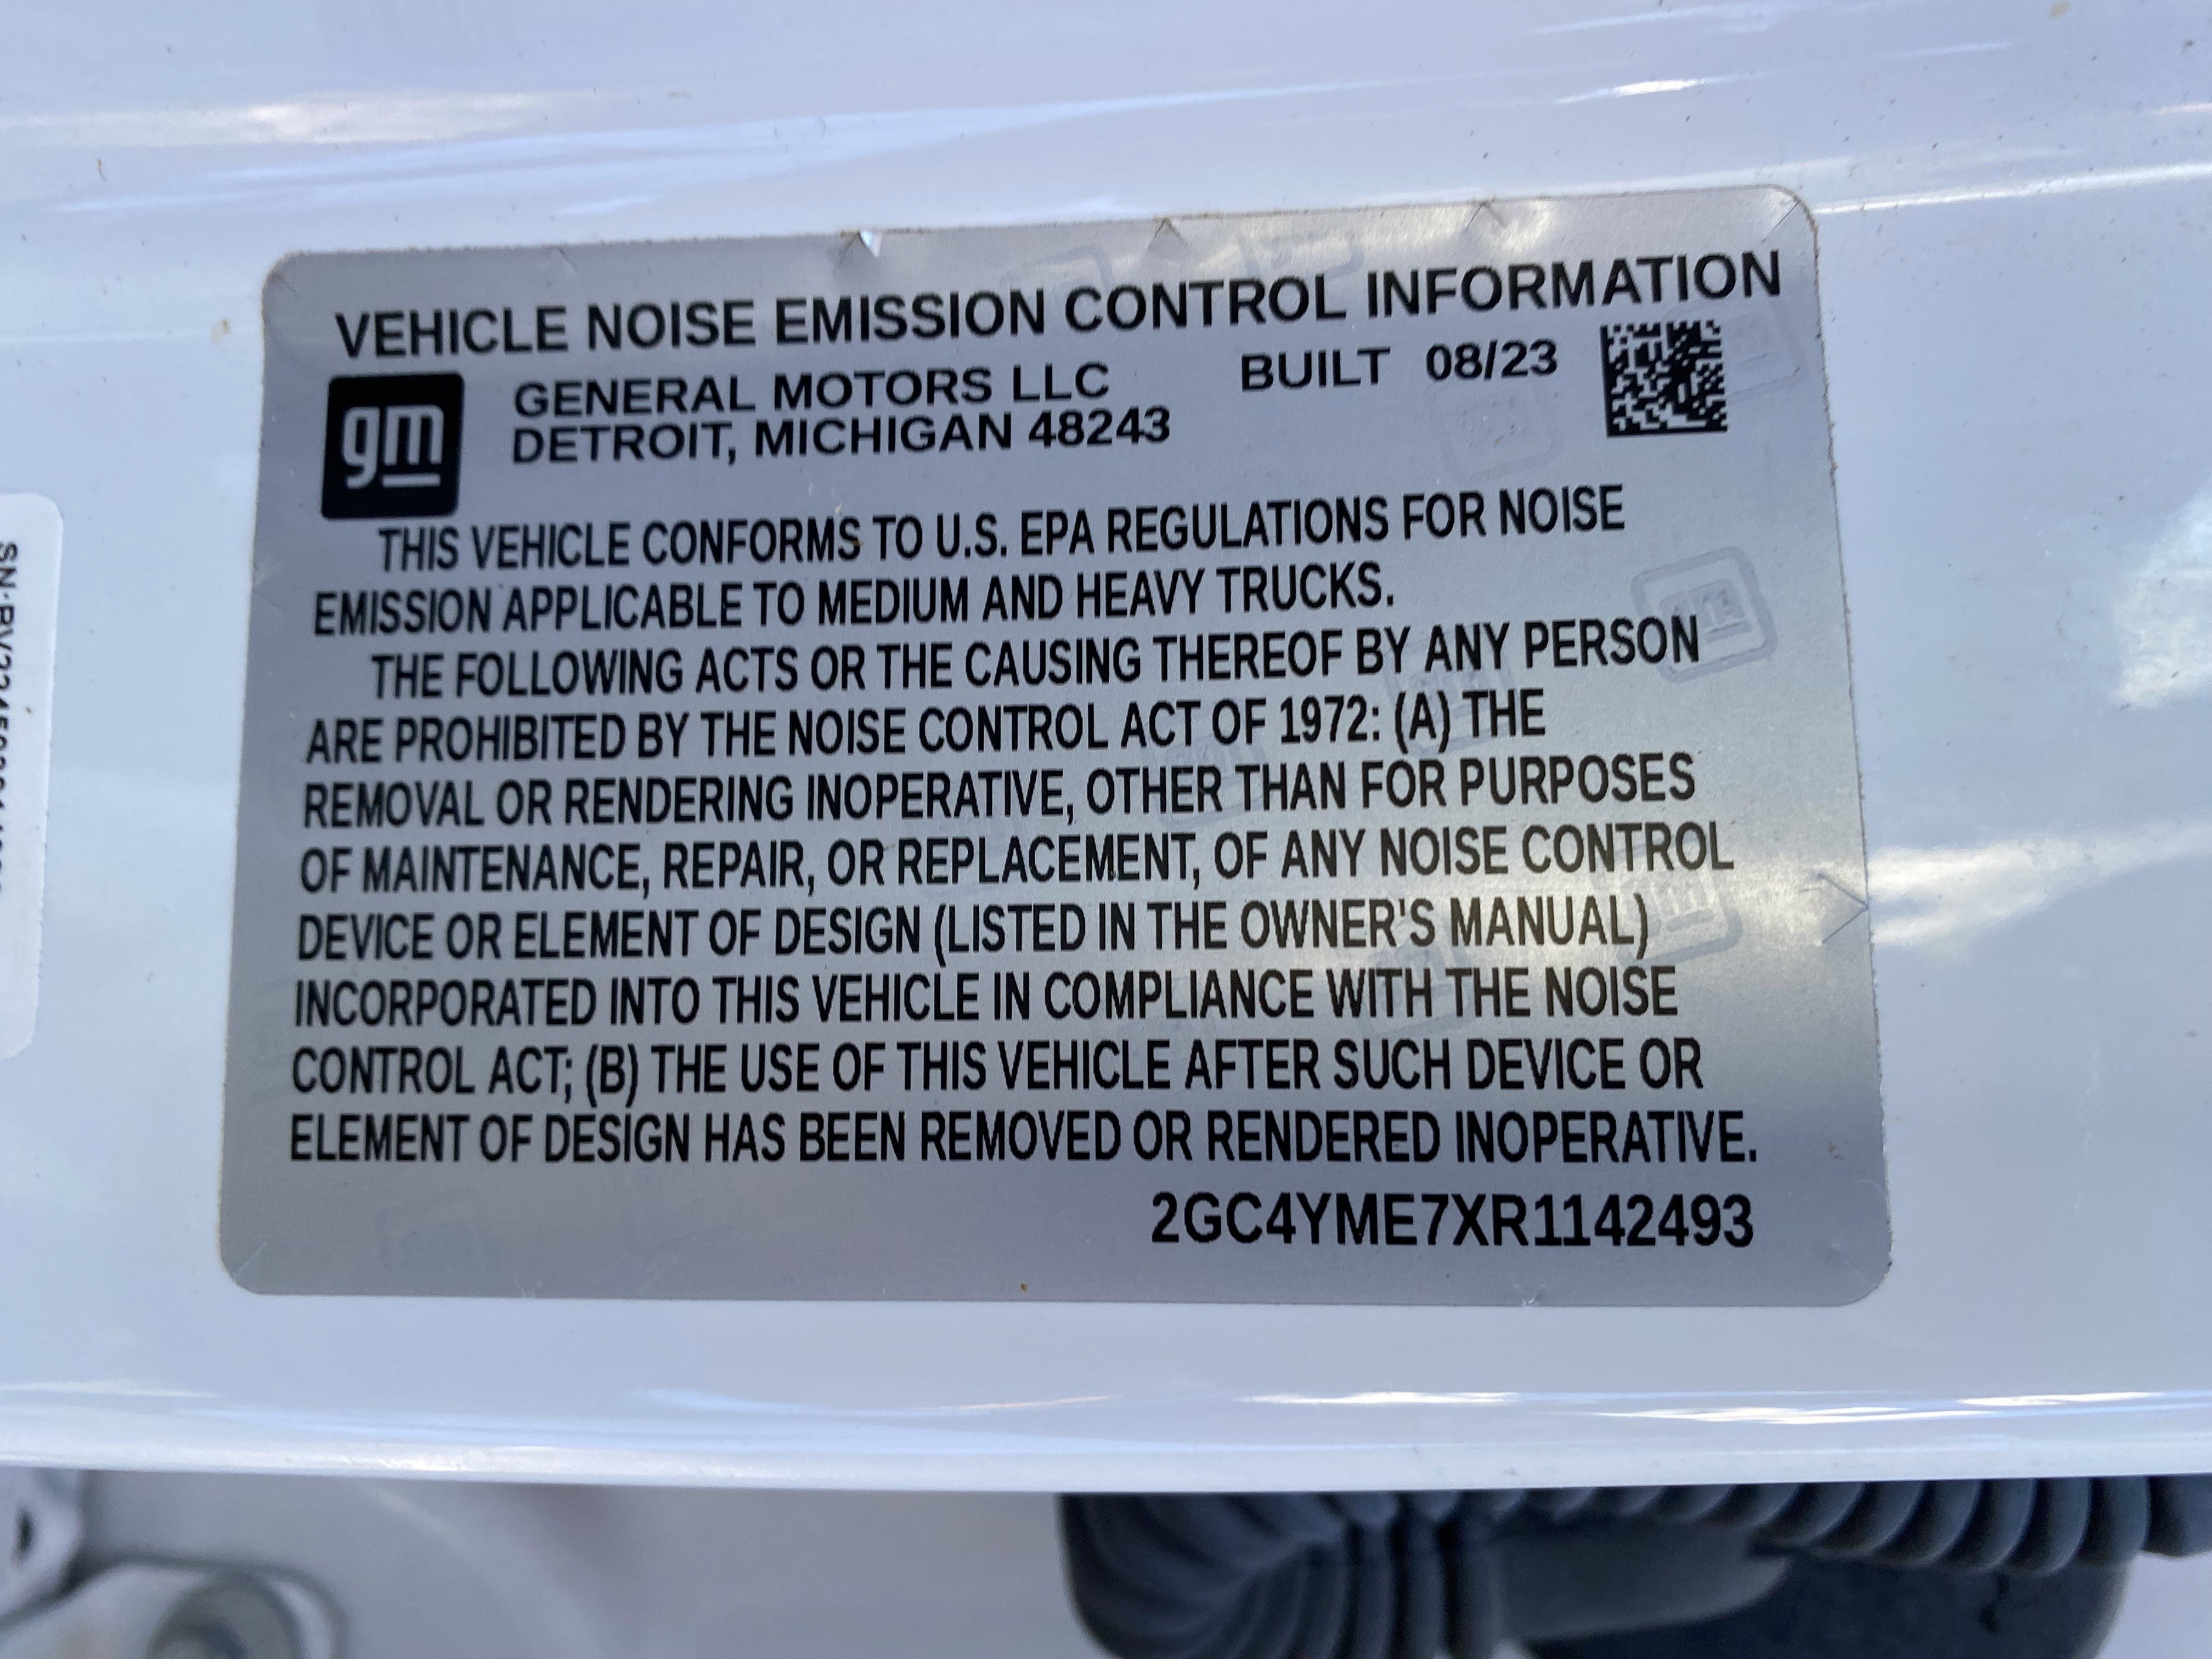 VEHICLE NOISE EMISSION CONTROL INFORMATION
gm
GENERAL MOTORS LLC
DETROIT, MICHIGAN 48243
BUILT 08/23
THIS VEHICLE CONFORMS TO U.S. EPA REGULATIONS FOR NOISE
EMISSION APPLICABLE TO MEDIUM AND HEAVY TRUCKS.
THE FOLLOWING ACTS OR THE CAUSING THEREOF BY ANY PERSON
ARE PROHIBITED BY THE NOISE CONTROL ACT OF 1972: (A) THE
REMOVAL OR RENDERING INOPERATIVE, OTHER THAN FOR PURPOSES
OF MAINTENANCE, REPAIR, OR REPLACEMENT, OF ANY NOISE CONTROL
DEVICE OR ELEMENT OF DESIGN (LISTED IN THE OWNER'S MANUAL)
INCORPORATED INTO THIS VEHICLE IN COMPLIANCE WITH THE NOISE
CONTROL ACT; (B) THE USE OF THIS VEHICLE AFTER SUCH DEVICE OR
ELEMENT OF DESIGN HAS BEEN REMOVED OR RENDERED INOPERATIVE.
2GC4YME7XR1142493